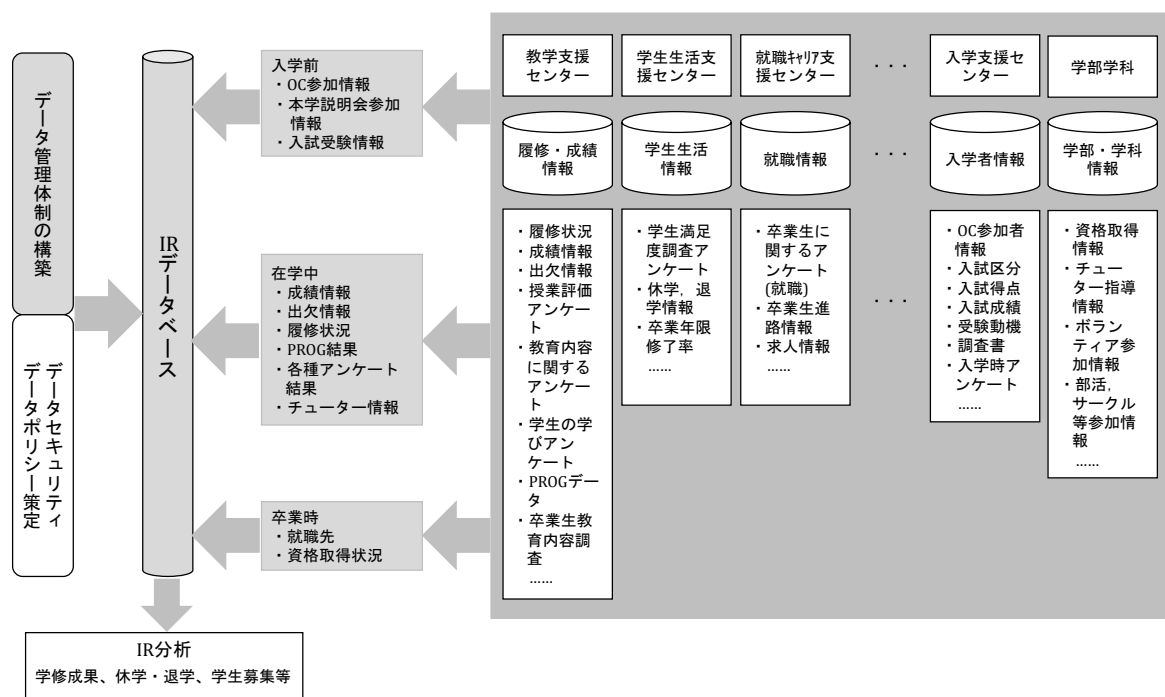 データ管理体制の構築
データセキュリティ
データポリシー策定
IRデータベース
入学前
・OC参加情報
・本学説明会参加
情報
・入試受験情報
在学中
・成績情報
・出欠情報
・履修状況
・PROG結果
・各種アンケート
結果
・チューター情報
卒業時
・就職先
・資格取得状況
教学支援
センター
履修・成績
情報
・履修状況
・成績情報
・出欠情報
・授業評価
アンケート
・教育内容
に関する
アンケート
・学生の学
びアン
ケート
・PROGデー
タ
・卒業生教
育内容調
査
……
学生生活支
援センター
学生生活
情報
・学生満足
度調査ア
ンケート
・休学，退
学情報
・卒業年限
修了率
……
就職ｷｬﾘｱ支
援センター
就職情報
・卒業生に
関するア
ンケート
(就職)
・卒業生進
路情報
・求人情報
……
・・・
・・・
・・・
入学支援セ
ンター
入学者情報
・OC参加者
情報
・入試区分
・入試得点
・入試成績
・受験動機
・調査書
・入学時ア
ンケート
……
学部学科
学部・学科
情報
・資格取得
情報
・チュー
ター指導
情報
・ボラン
ティア参
加情報
・部活，
サークル
等参加情
報
……
IR分析
学修成果、休学・退学、学生募集等